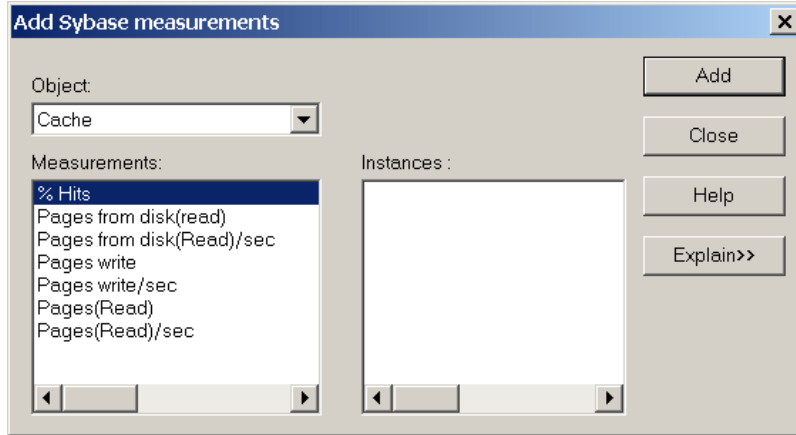 Add Sybase measurements
Object:
Cache
Measurements:
% Hits
Pages from disk(read)
Pages from disk(Read)/sec
Pages write
Pages write/sec
Pages(Read)
Pages(Read)/sec
Instances :
Add
Close
Help
Explain>>